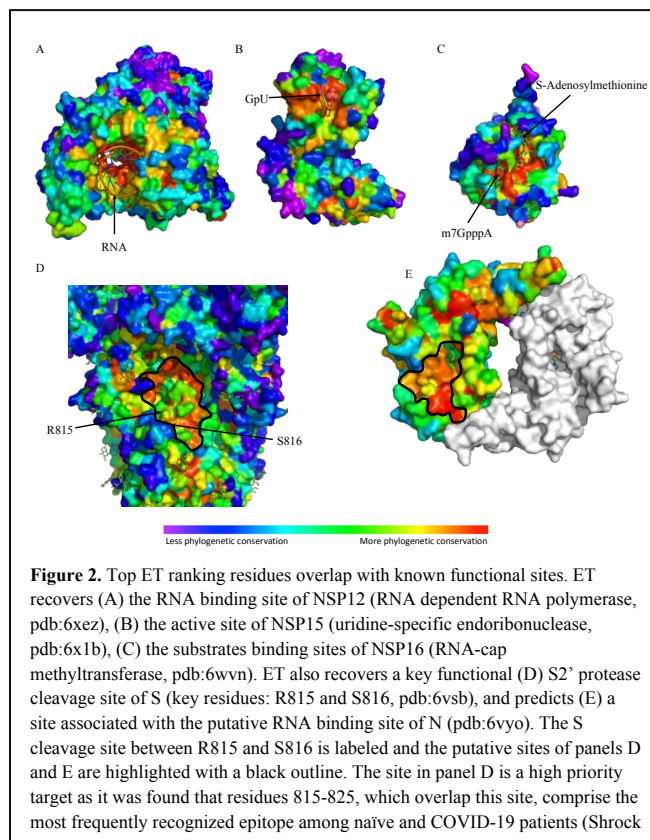 A
B
C
GpU
S-Adenosylmethionine
RNA
m7GpppA
D
E
R815
S816
Less phylogenetic conservation
More phylogenetic conservation
Figure 2. Top ET ranking residues overlap with known functional sites. ET
recovers (A) the RNA binding site of NSP12 (RNA dependent RNA polymerase,
pdb:6xez), (B) the active site of NSP15 (uridine-specific endoribonuclease,
pdb:6x1b), (C) the substrates binding sites of NSP16 (RNA-cap
methyltransferase, pdb:6wvn). ET also recovers a key functional (D) S2’ protease
cleavage site of S (key residues: R815 and S816, pdb:6vsb), and predicts (E) a
site associated with the putative RNA binding site of N (pdb:6vyo). The S
cleavage site between R815 and S816 is labeled and the putative sites of panels D
and E are highlighted with a black outline. The site in panel D is a high priority
target as it was found that residues 815-825, which overlap this site, comprise the
most frequently recognized epitope among naïve and COVID-19 patients (Shrock